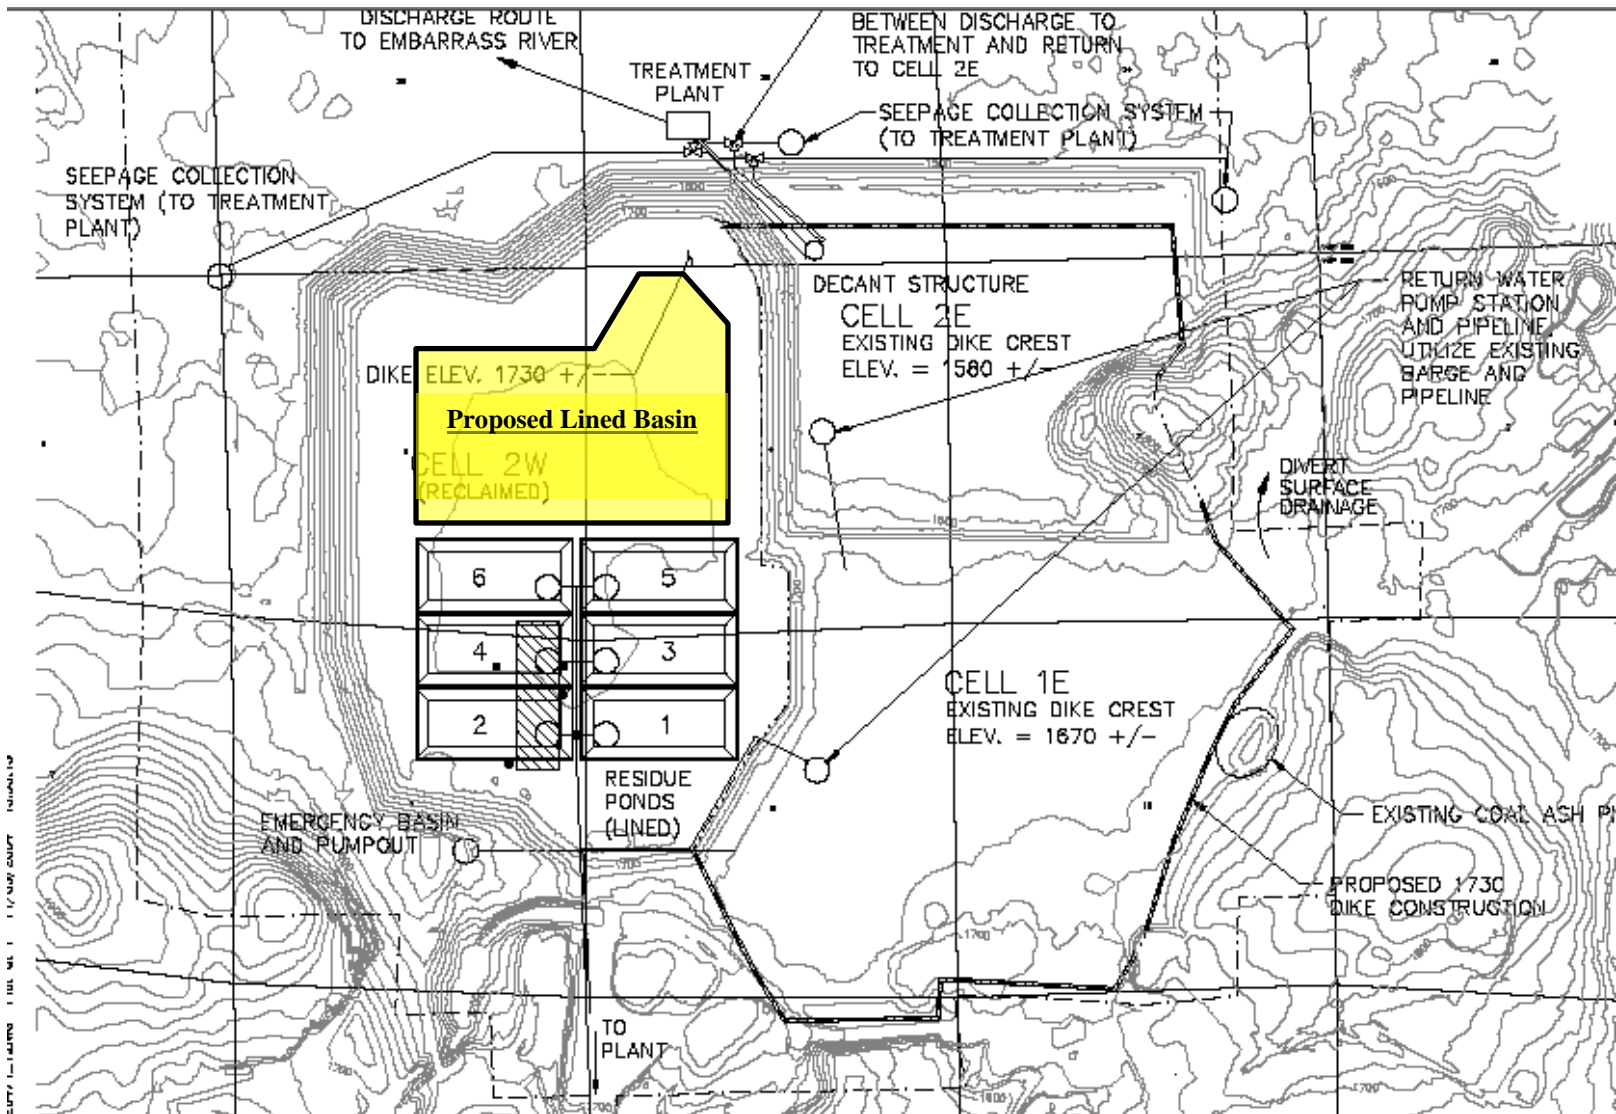 DISCHARGE ROUTE
TO EMBARRASS RIVER
BETWEEN DISCHARGE TO
TREATMENT AND RETURN
TO CELL 2E
TREATMENT
PLANT
SEEPAGE COLLECTION SYSTEM
(TO TREATMENT PLANT)
SEEPAGE COLLECTION
SYSTEM (TO TREATMENT
PLANT)
DECANT STRUCTURE
CELL 2E
EXISTING DIKE CREST
ELEV. = 1580 +/-
RETURN WATER
PUMP STATION
AND PIPELINE,
UTILIZE EXISTING
BARGE AND
PIPELINE
DIKE ELEV. 1730 +/-
Proposed Lined Basin
CELL 2W
(RECLAIMED)
DIVERT
SURFACE
DRAINAGE
6
5
4
3
2
1
CELL 1E
EXISTING DIKE CREST
ELEV. = 1670 +/-
RESIDUE
PONDS
(LINED)
EMERGENCY BASIN
AND PUMPOUT
EXISTING COAL ASH
PROPOSED 1730
DIKE CONSTRUCTION
TO
PLANT